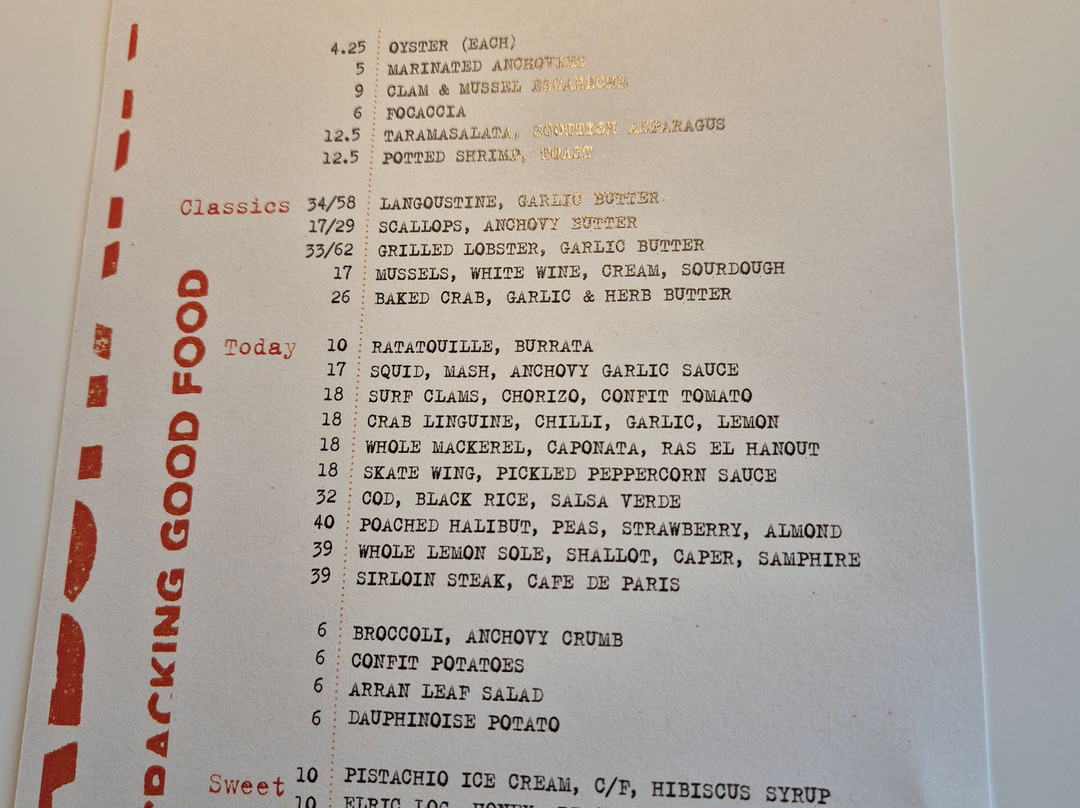 4.25 OYSTER (EACH)
5 MARINATED ANCHOVIES
9 CLAM & MUSSEL ESCABECHE
6 FOCACCIA
12.5 TARAMASALATA, SCOTTISH ASPARAGUS
12.5 POTTED SHRIMP, TOAST
Classics 34/58 LANGOUSTINE, GARLIC BUTTER
17/29 SCALLOPS, ANCHOVY BUTTER
33/62 GRILLED LOBSTER, GARLIC BUTTER
17 MUSSELS, WHITE WINE, CREAM, SOURDOUGH
26 BAKED CRAB, GARLIC & HERB BUTTER
Today 10 RATATOUILLE, BURRATA
17 SQUID, MASH, ANCHOVY GARLIC SAUCE
18 SURF CLAMS, CHORIZO, CONFIT TOMATO
18 CRAB LINGUINE, CHILLI, GARLIC, LEMON
18 WHOLE MACKEREL, CAPONATA, RAS EL HANOUT
18 SKATE WING, PICKLED PEPPERCORN SAUCE
32 COD, BLACK RICE, SALSA VERDE
40 POACHED HALIBUT, PEAS, STRAWBERRY, ALMOND
39 WHOLE LEMON SOLE, SHALLOT, CAPER, SAMPHIRE
39 SIRLOIN STEAK, CAFE DE PARIS
6 BROCCOLI, ANCHOVY CRUMB
6 CONFIT POTATOES
6 ARRAN LEAF SALAD
6 DAUPHINOISE POTATO
Sweet 10 PISTACHIO ICE CREAM, C/F, HIBISCUS SYRUP
10
GOOD FOOD